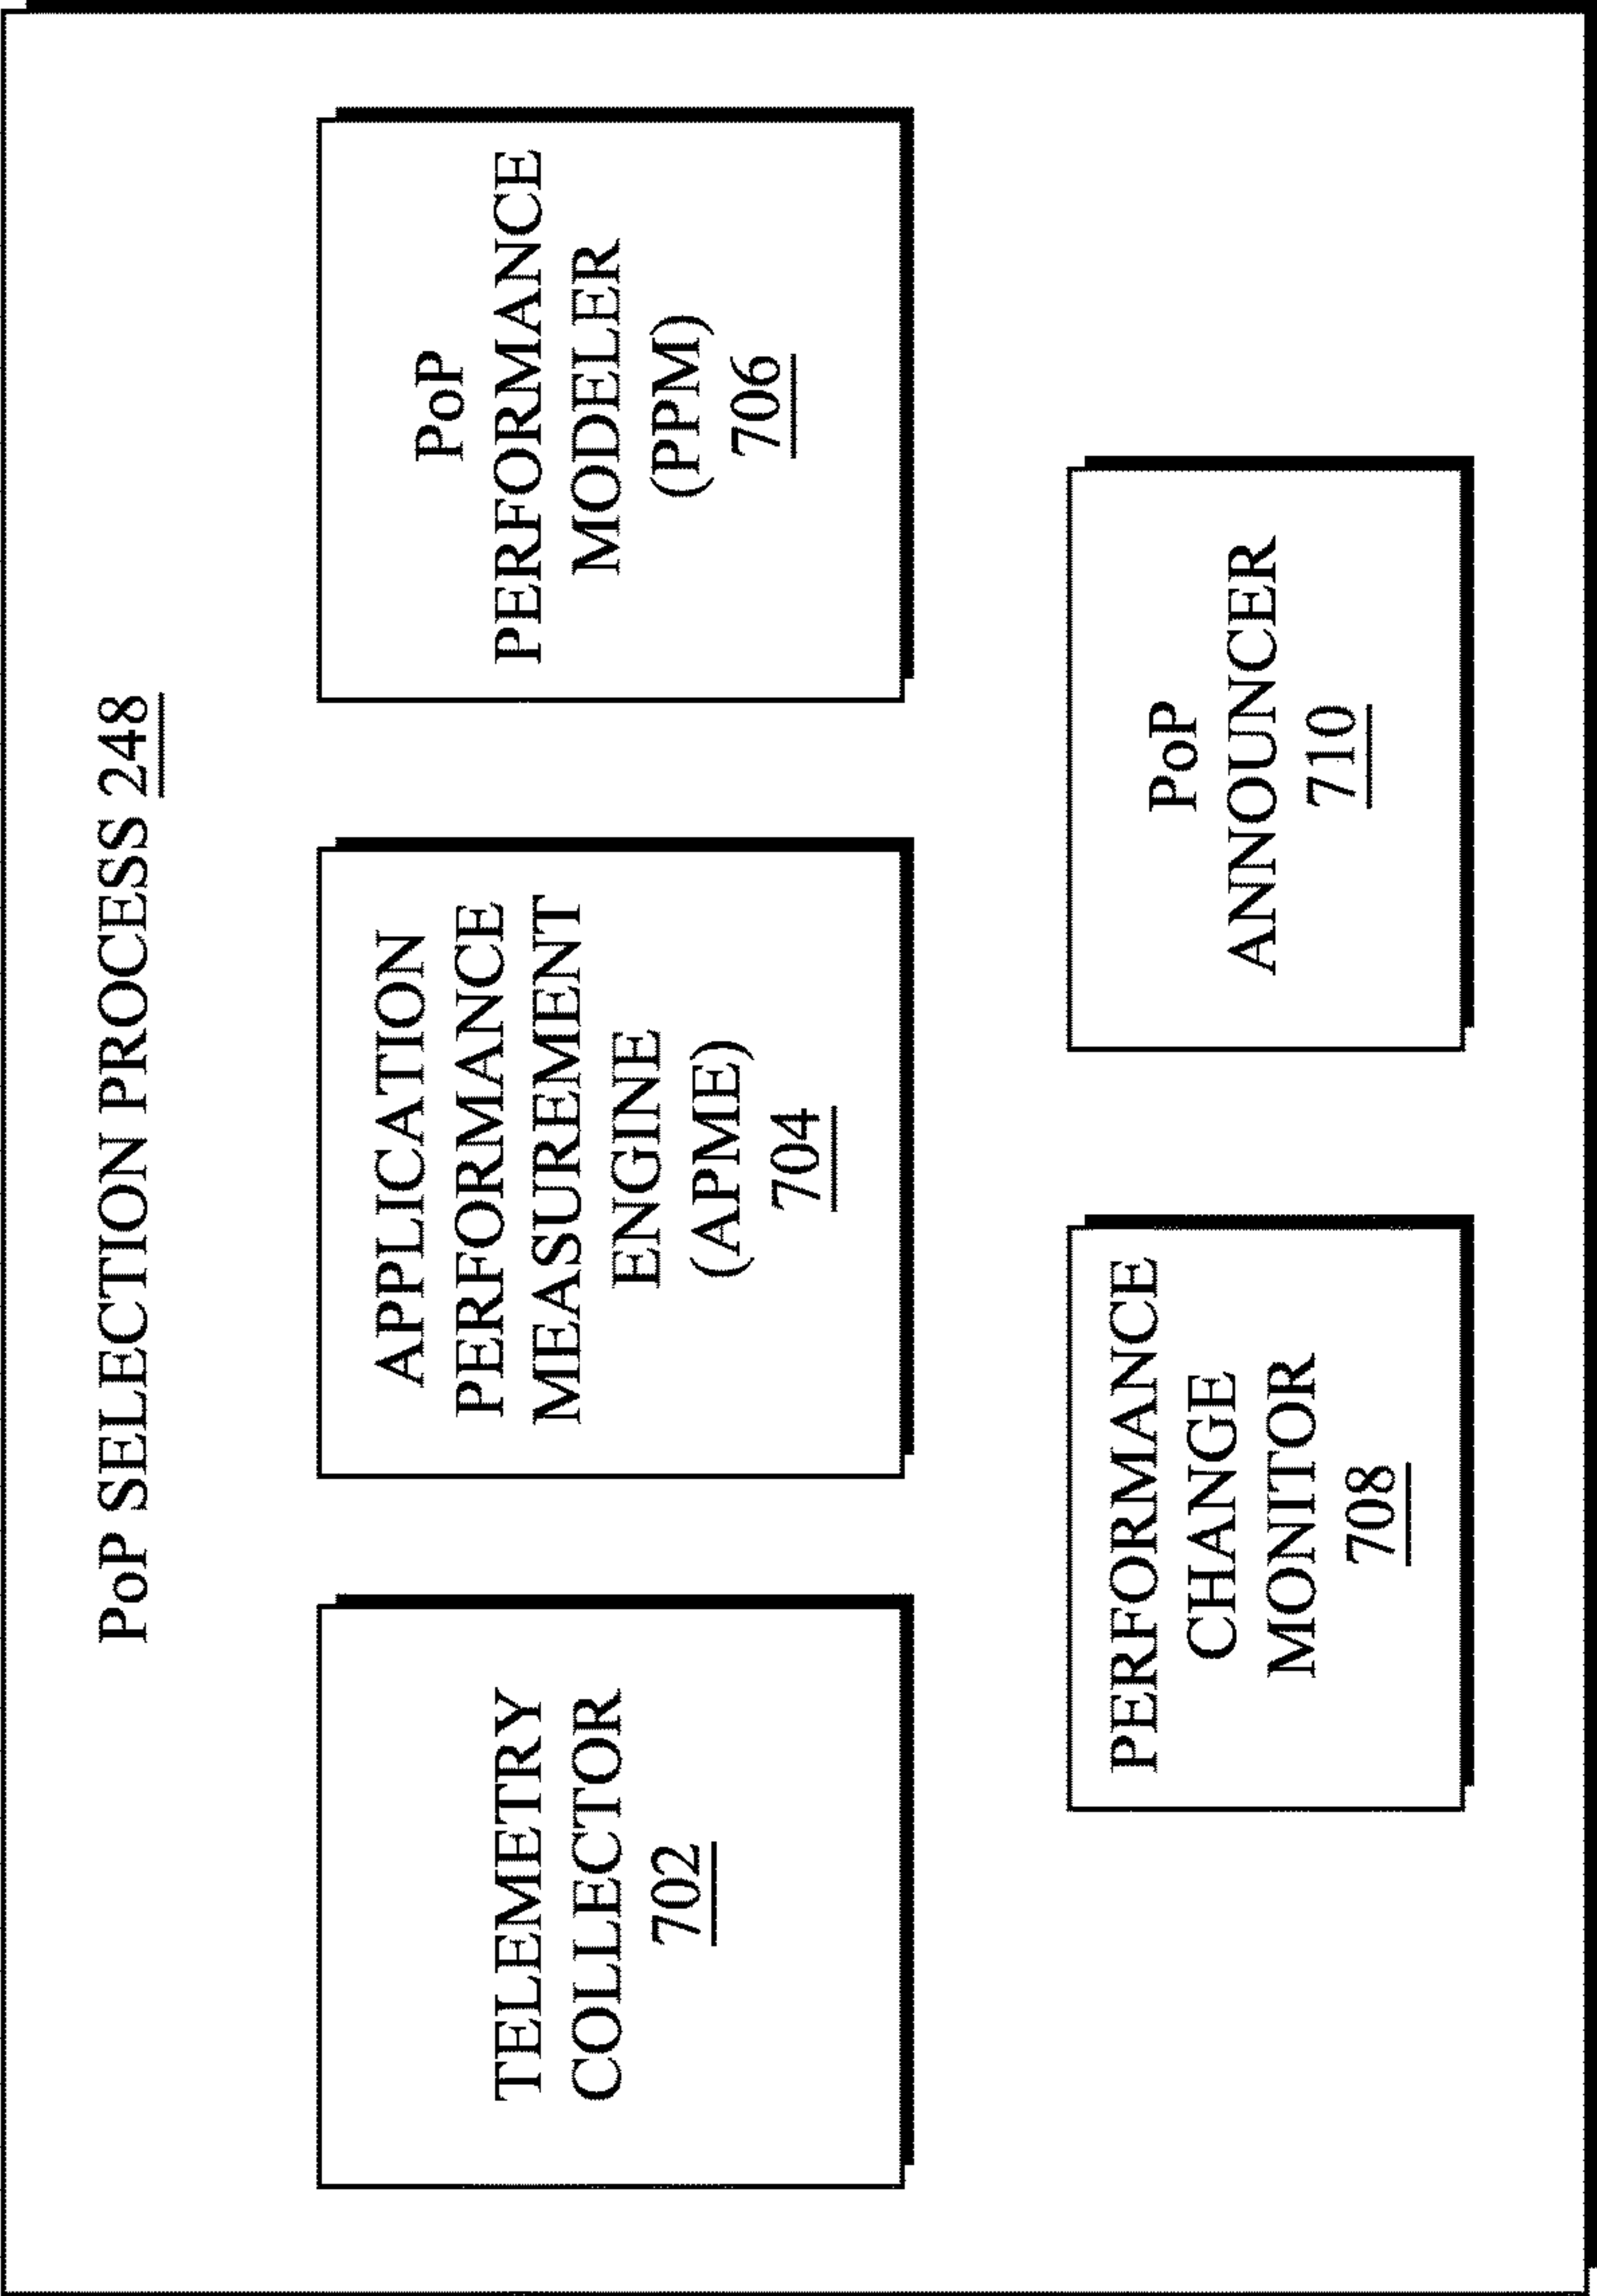 PoP SELECTION PROCESS 248
TELEMETRY
COLLECTOR
702
APPLICATION
PERFORMANCE
MEASUREMENT
ENGINE
(APME)
704
PoP
PERFORMANCE
MODELER
(PPM)
706
PERFORMANCE
CHANGE
MONITOR
708
PoP
ANNOUNCER
710